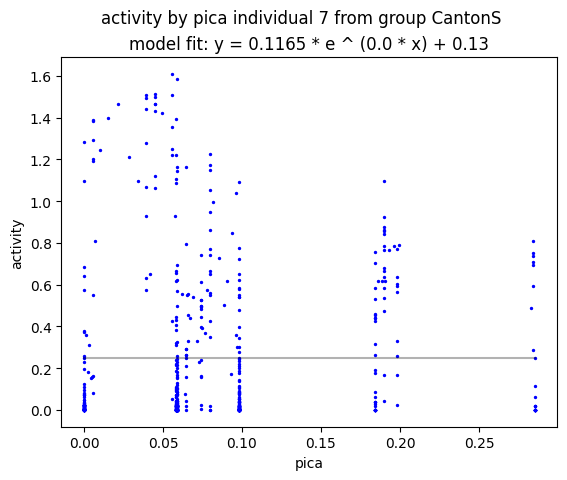 activity by pica individual 7 from group CantonS
model fit: y = 0.1165 * e ^ (0.0 * x) + 0.13
1.6
1.4
1.2
1.0
0.8
0.6
0.4
0.2
0.0
activity
0.00 0.05 0.10 0.15 0.20 0.25
pica